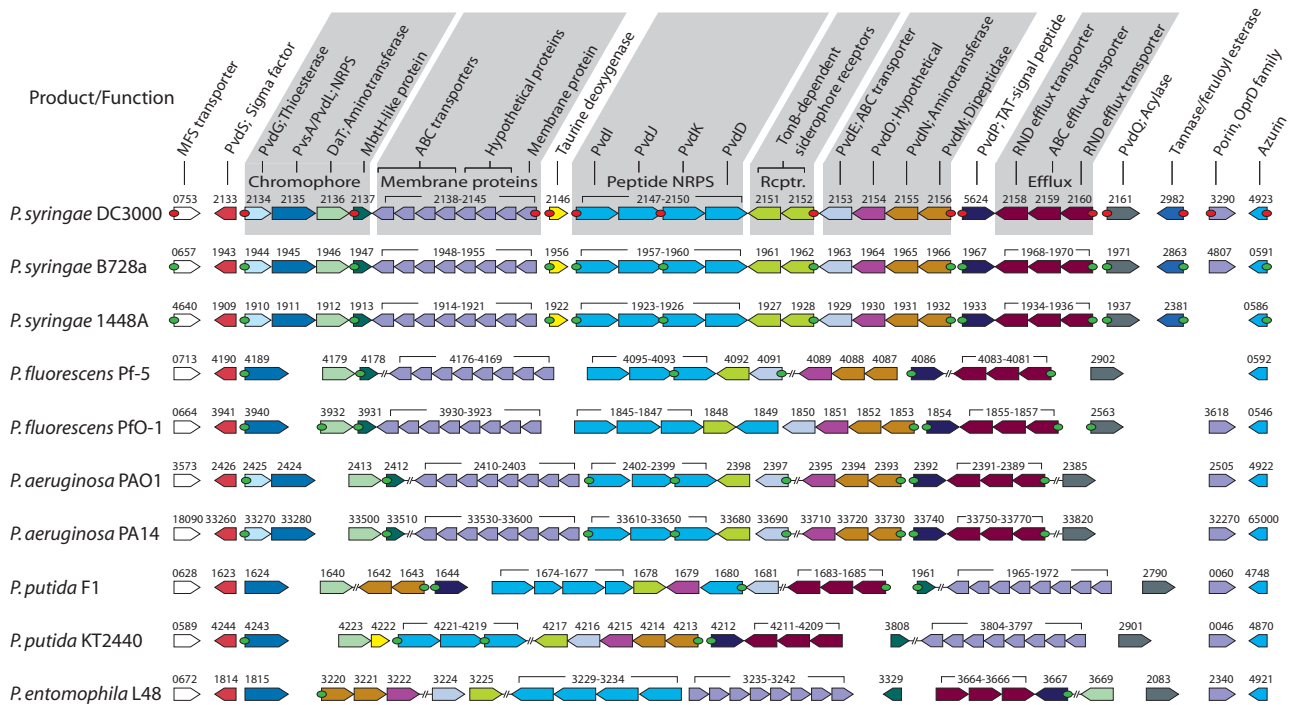 Product/Function
MFS transporter
PvdS; Sigma factor
PvdG; Thioesterase
PvsA/PvdL; NRPS
DaT; Aminotransferase
MbtH-like protein
ABC transporters
Hypothetical proteins
Membrane protein
Taurine deoxygenase
PvdI
PvdJ
PvdK
PvdD
TonB-dependent
siderophore receptors
PvdE; ABC transporter
PvdO; Hypothetical
PvdN; Aminotransferase
PvdM; Dipeptidase
PvdP; TAT-signal peptide
RND efflux transporter
ABC efflux transporter
RND efflux transporter
PvdQ; Acylase
Tannase/feruloyl esterase
Porin, OprD family
Azurin
Chromophore Membrane proteins Peptide NRPS Rcptr. Efflux
0753 2133 2134 2135 2136 2137 2138-2145 2146 2147-2150 2151 2152 2153 2154 2155 2156 5624 2158 2159 2160 2161 2982 3290 4923
P. syringae DC3000
0657 1943 1944 1945 1946 1947 1948-1955 1956 1957-1960 1961 1962 1963 1964 1965 1966 1967 1968-1970 1971 2863 4807 0591
P. syringae B728a
4640 1909 1910 1911 1912 1913 1914-1921 1922 1923-1926 1927 1928 1929 1930 1931 1932 1933 1934-1936 1937 2381 0586
P. syringae 1448A
0713 4190 4189 4179 4178 4176-4169 4095-4093 4092 4091 4089 4088 4087 4086 4083-4081 2902 0592
P. fluorescens Pf-5
0664 3941 3940 3932 3931 3930-3923 1845-1847 1848 1849 1850 1851 1852 1853 1854 1855-1857 2563 3618 0546
P. fluorescens PfO-1
3573 2426 2425 2424 2413 2412 2410-2403 2402-2399 2398 2397 2395 2394 2393 2392 2391-2389 2385 2505 4922
P. aeruginosa PAO1
18090 33260 33270 33280 33500 33510 33530-33600 33610-33650 33680 33690 33710 33720 33730 33740 33750-33770 33820 32270 65000
P. aeruginosa PA14
0628 1623 1624 1640 1642 1643 1644 1674-1677 1678 1679 1680 1681 1683-1685 1961 1965-1972 2790 0060 4748
P. putida F1
0589 4244 4243 4223 4222 4221-4219 4217 4216 4215 4214 4213 4212 4211-4209 3808 3804-3797 2901 0046 4870
P. putida KT2440
0672 1814 1815 3220 3221 3222 3224 3225 3229-3234 3235-3242 3329 3664-3666 3667 3669 2083 2340 4921
P. entomophila L48